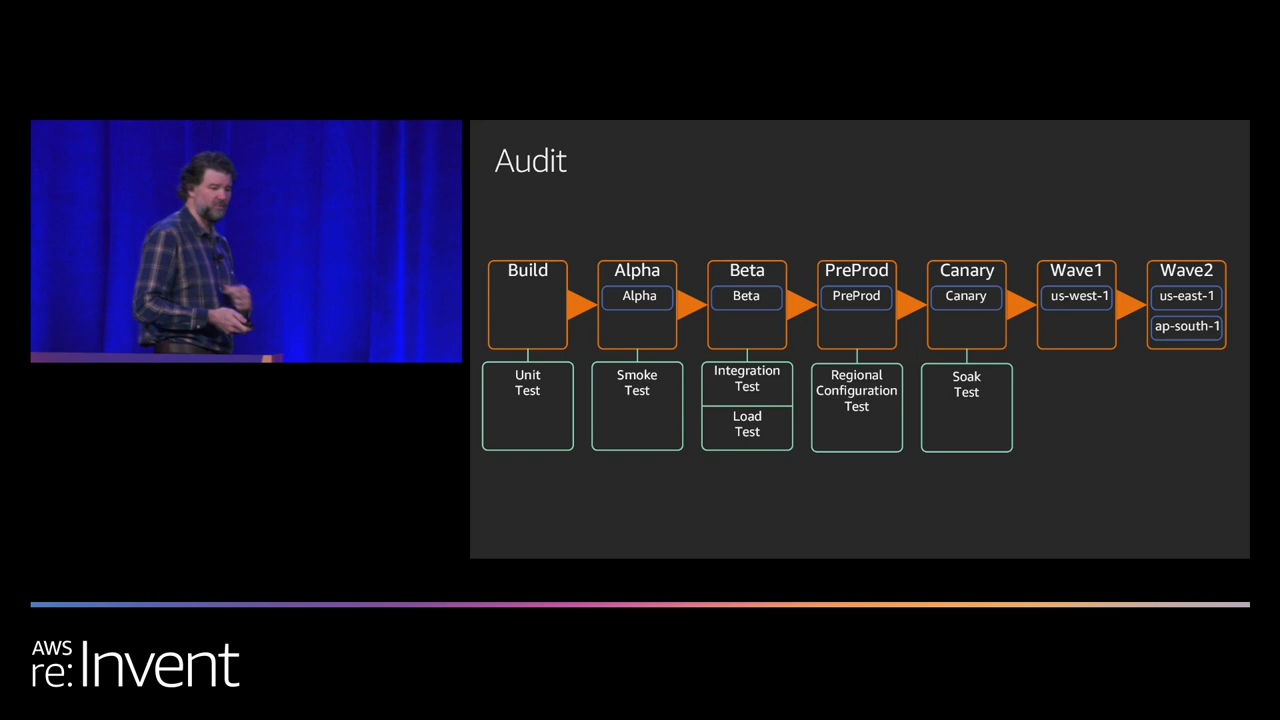 Audit
Build
Alpha
Beta
PreProd
Canary
Wave1
Wave2
Alpha
Beta
PreProd
Canary
us-west-1
us-east-1
ap-south-1
Unit
Test
Smoke
Test
Integration
Test
Load
Test
Regional
Configuration
Test
Soak
Test
AWS
re:Invent